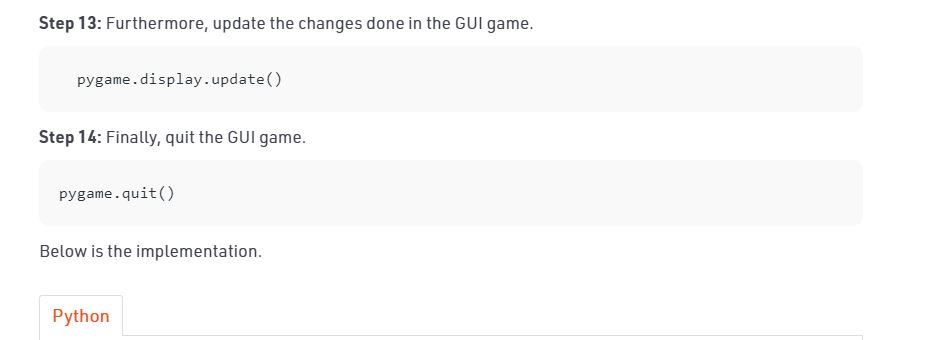 Step 13: Furthermore, update the changes done in the GUI game.
pygame.display.update()
Step 14: Finally, quit the GUI game.
pygame.quit()
Below is the implementation.
Python